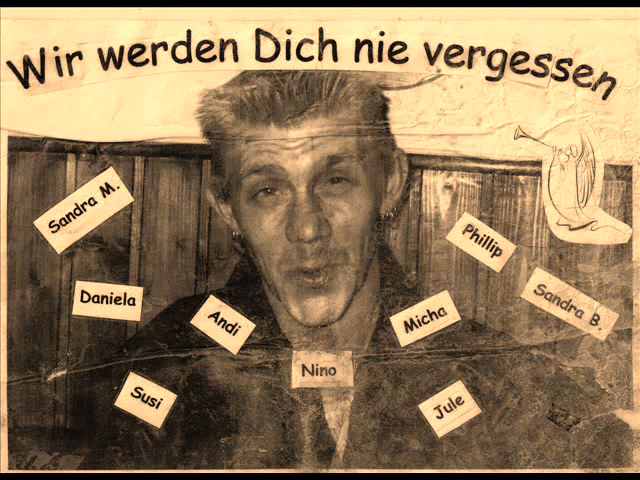 Wir werden Dich nie vergessen
Sandra M.
Phillip
Daniela
Sandra B.
Andi
Micha
Nino
Susi
Jule